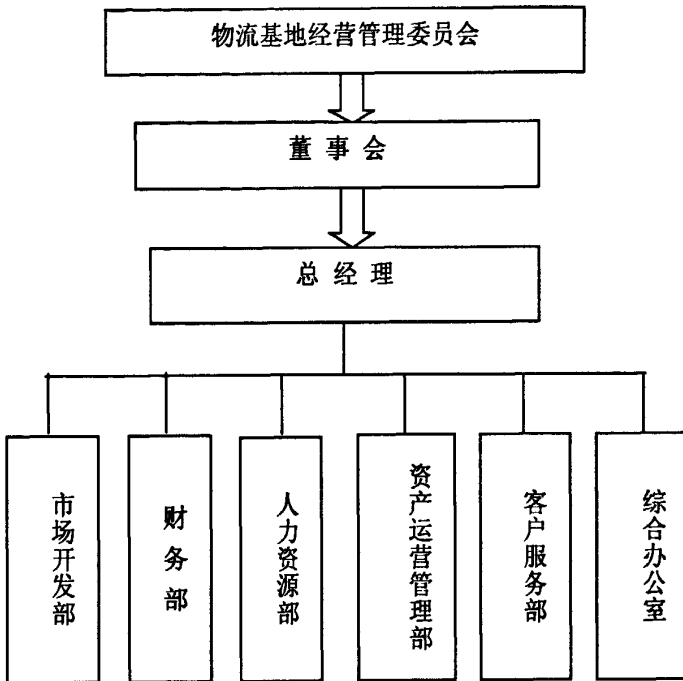 物流基地经营管理委员会
董 事 会
总 经 理
市场开发部
财务部
人力资源部
资产运营管理部
客户服务部
综合办公室